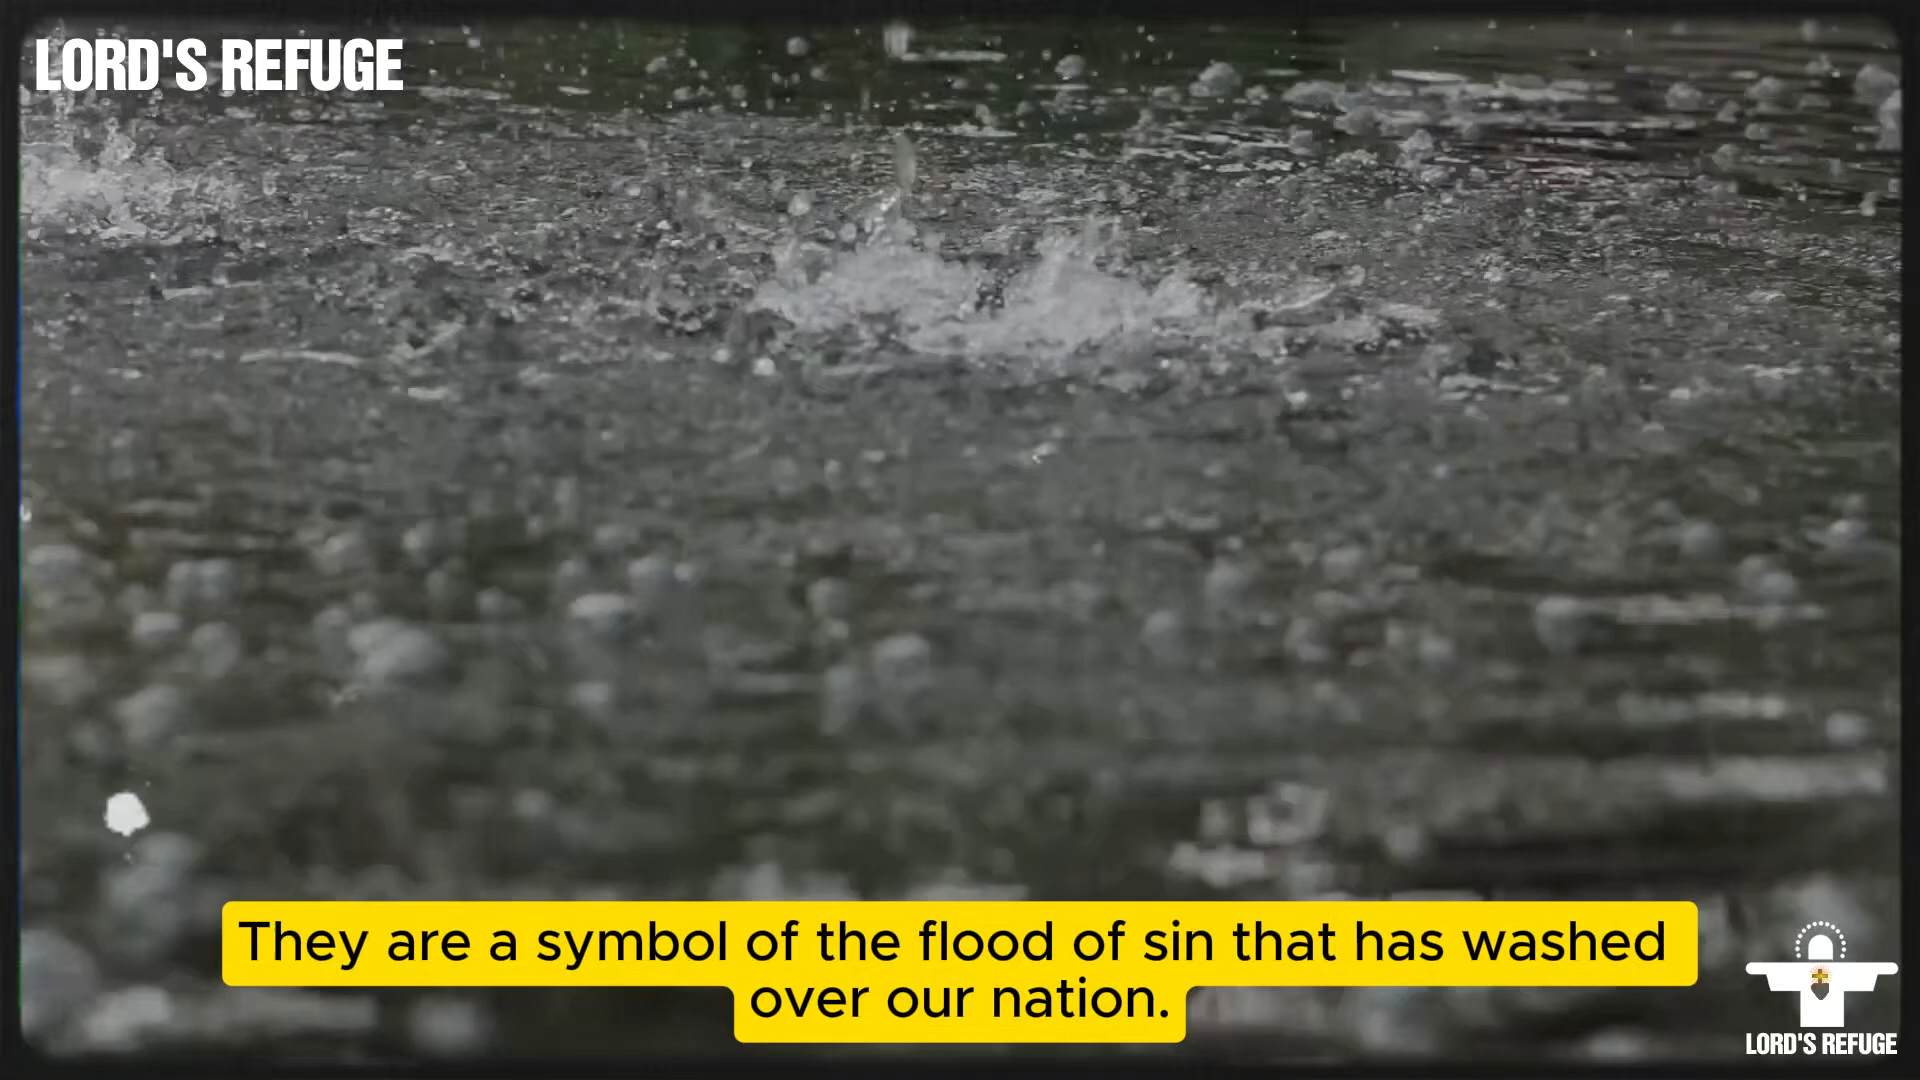 LORD'S REFUGE
They are a symbol of the flood of sin that has washed
over our nation.
LORD'S REFUGE